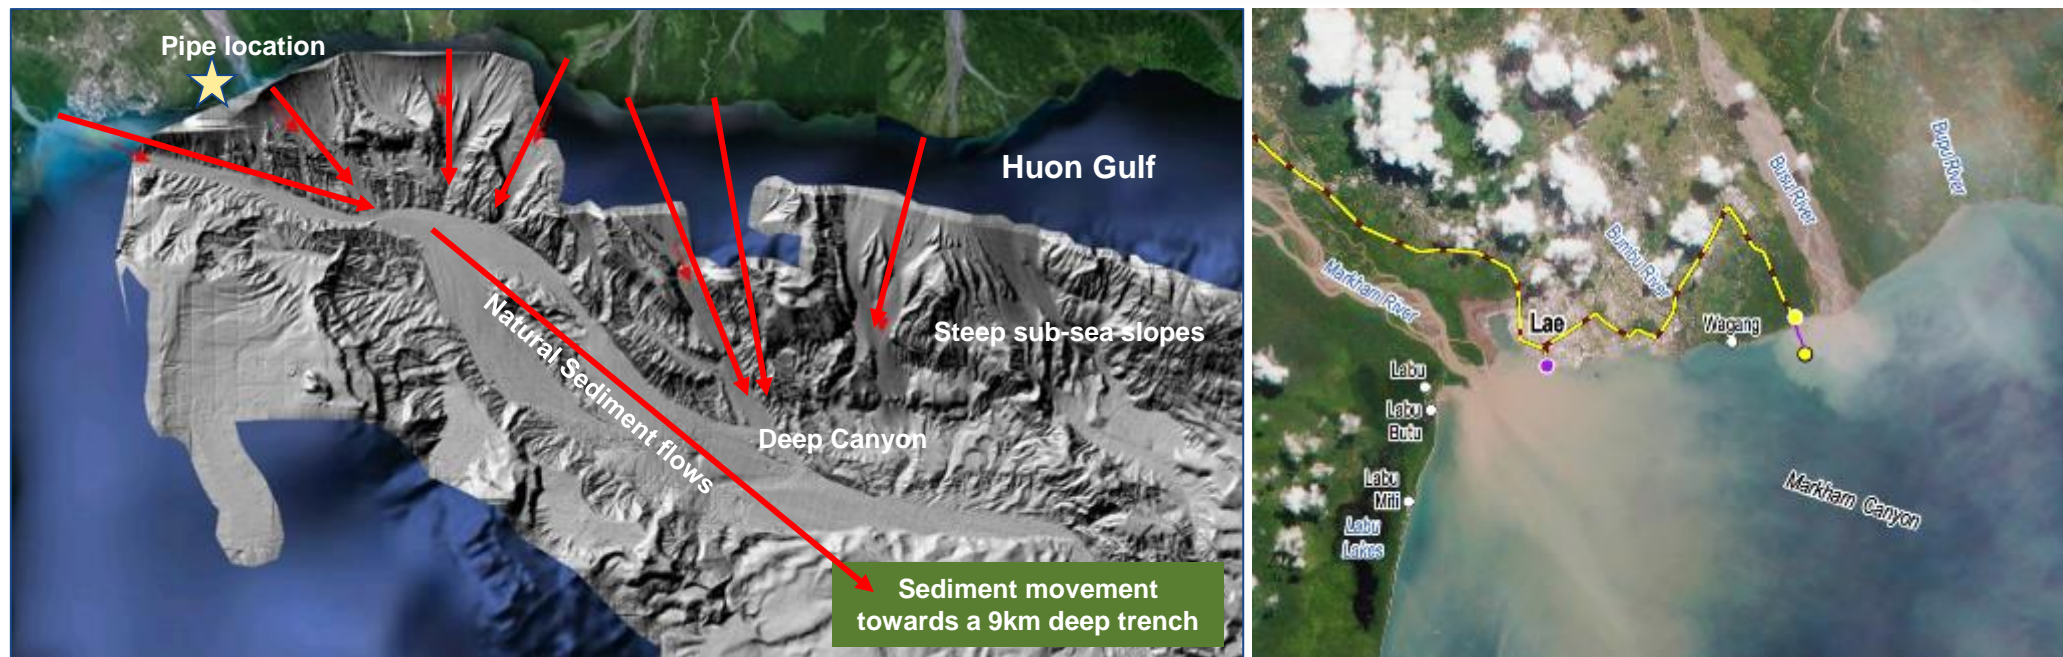 Pipe location
Huon Gulf
Steep sub-sea slopes
Natural Sediment flows
Deep Canyon
Sediment movement
towards a 9km deep trench
Bupu River
Busu River
Bumbu River
Markham River
Lae
Wagang
Labu
Labu
Butu
Labu
Miti
Labu
Lakes
Markham Canyon